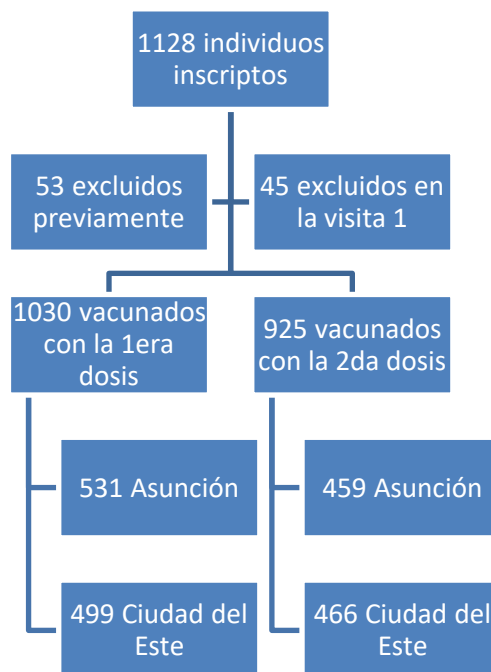 1128 individuos
inscriptos
53 excluidos
previamente
45 excluidos en
la visita 1
1030 vacunados
con la 1era
dosis
925 vacunados
con la 2da dosis
531 Asunción
459 Asunción
499 Ciudad del
Este
466 Ciudad del
Este